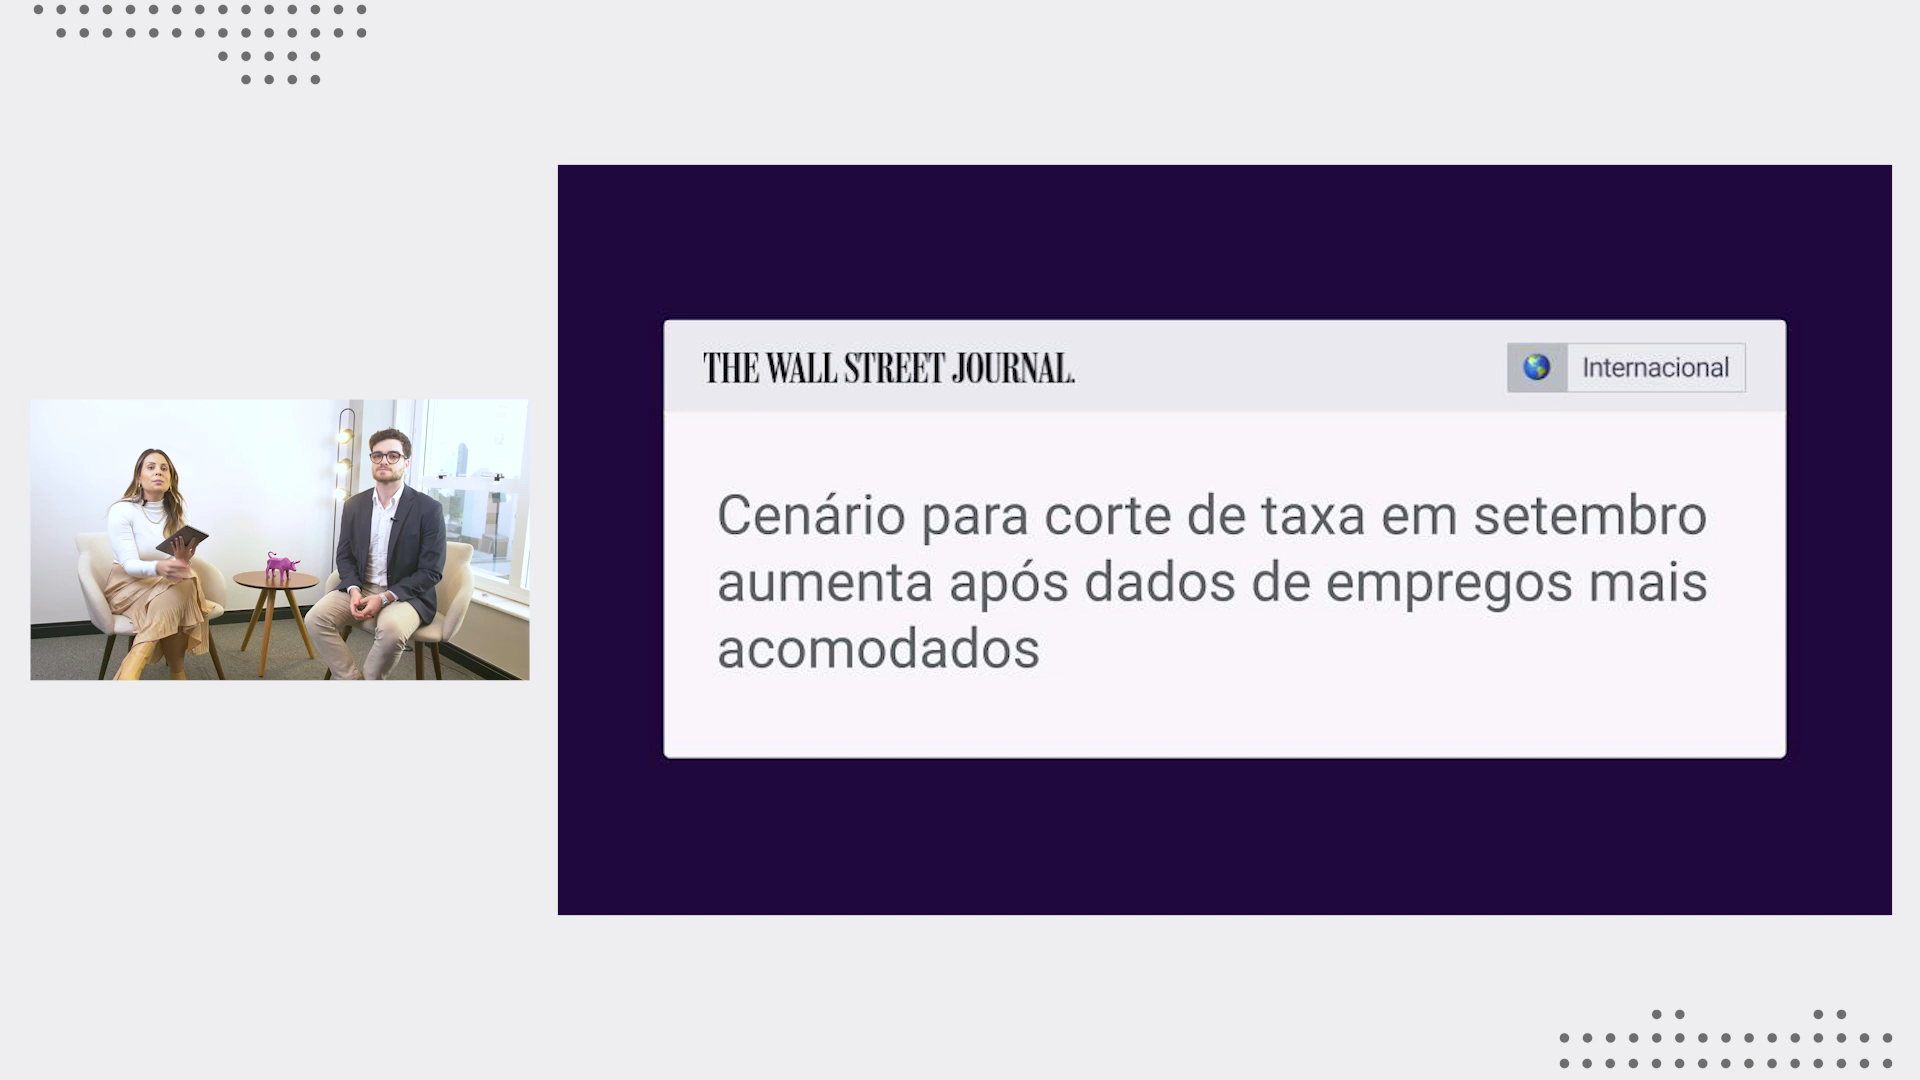 THE WALL STREET JOURNAL.
Internacional
Cenário para corte de taxa em setembro
aumenta após dados de empregos mais
acomodados